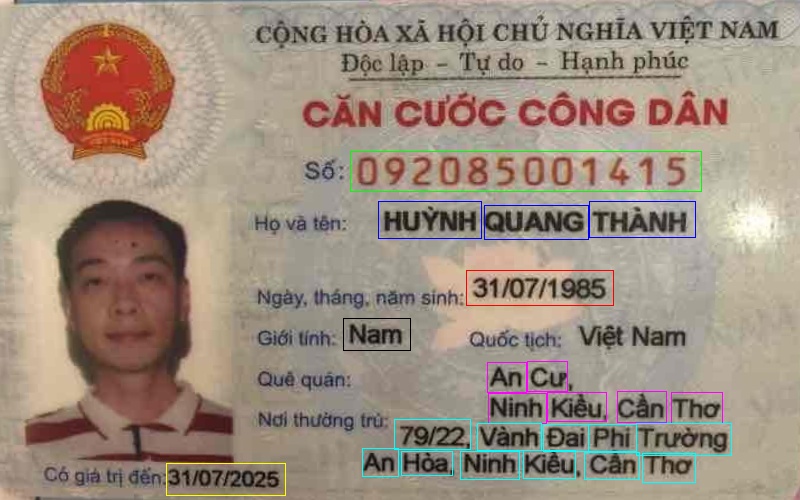 CỘNG HÒA XÃ HỘI CHỦ NGHĨA VIỆT NAM
Độc lập – Tự do – Hạnh phúc
CĂN CƯỚC CÔNG DÂN
Số: 092085001415
Họ và tên: HUỲNH QUANG THÀNH
Ngày, tháng, năm sinh: 31/07/1985
Giới tính: Nam Quốc tịch: Việt Nam
Quê quán: An Cư,
Ninh Kiều, Cần Thơ
Nơi thường trú: 79/22, Vành Đai Phi Trường
An Hòa, Ninh Kiều, Cần Thơ
Có giá trị đến: 31/07/2025